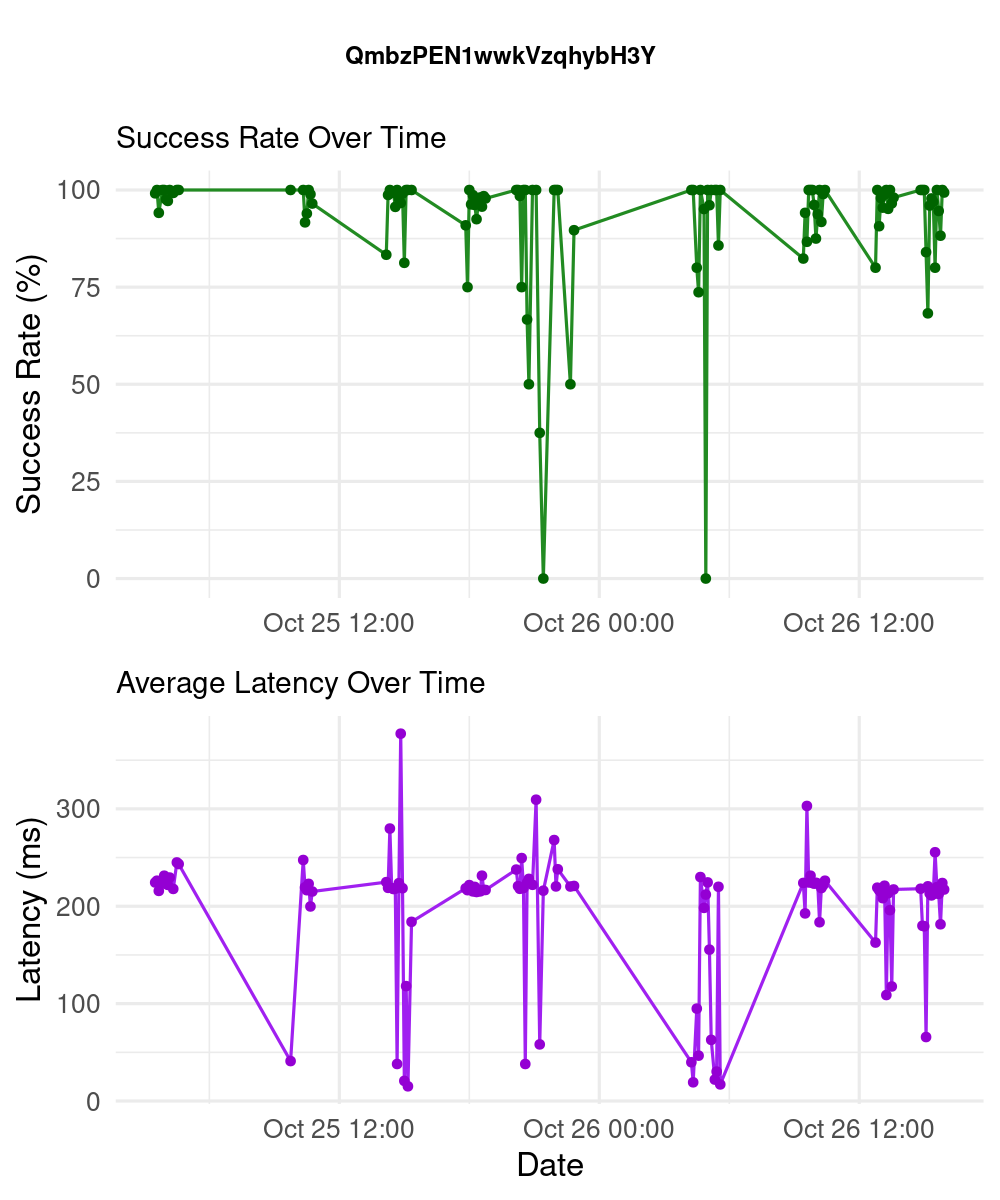 QmbzPEN1wwkVzqhybH3Y
Success Rate Over Time
Success Rate (%)
100
75
50
25
0
Oct 25 12:00 Oct 26 00:00 Oct 26 12:00
Average Latency Over Time
Latency (ms)
300
200
100
0
Oct 25 12:00 Oct 26 00:00 Oct 26 12:00
Date